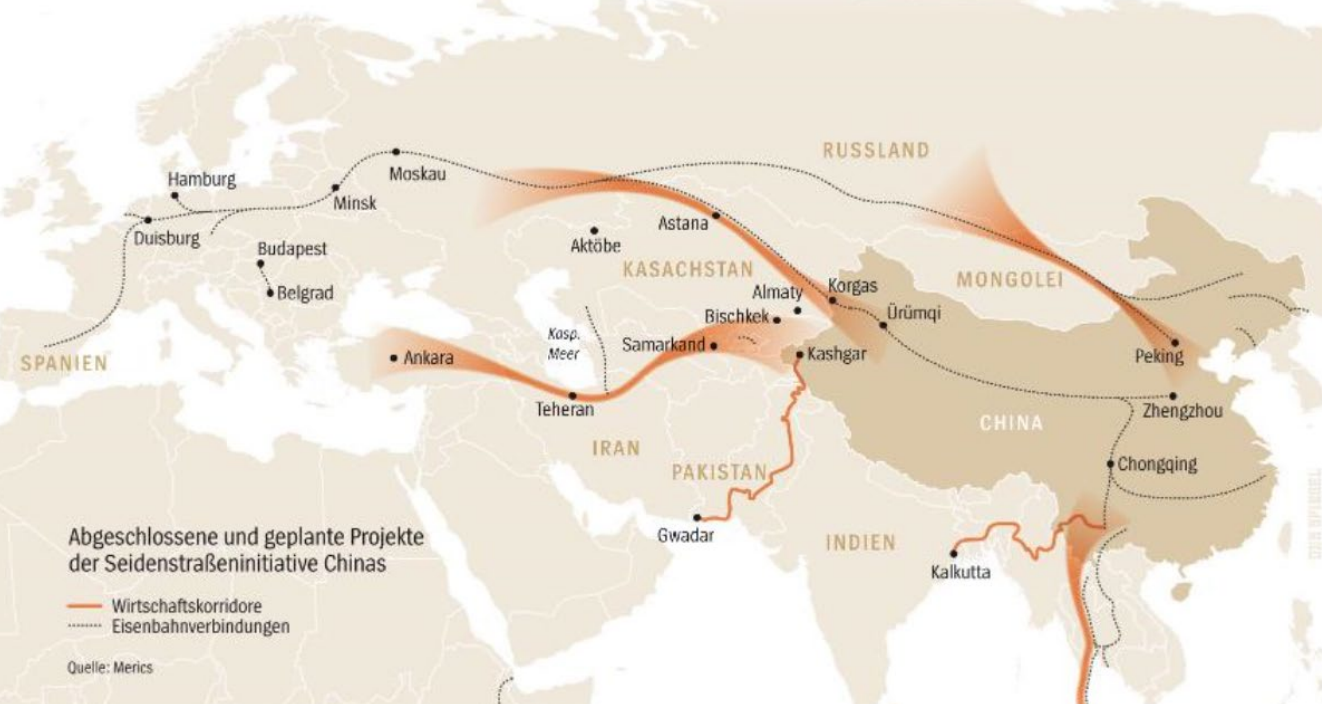 RUSSLAND
Moskau
Hamburg
Minsk
Astana
Duisburg
Aktöbe
Budapest
KASACHSTAN
MONGOLEI
Korgas
Belgrad
Almaty
Ürümqi
Bischkek
Kasp.
Meer
Samarkand
Kashgar
Peking
SPANIEN
Ankara
Teheran
Zhengzhou
CHINA
IRAN
Chongqing
PAKISTAN
Gwadar
INDIEN
Kalkutta
DER SPIEGEL
Abgeschlossene und geplante Projekte
der Seidenstraßeninitiative Chinas
Wirtschaftskorridore
Eisenbahnverbindungen
Quelle: Merics